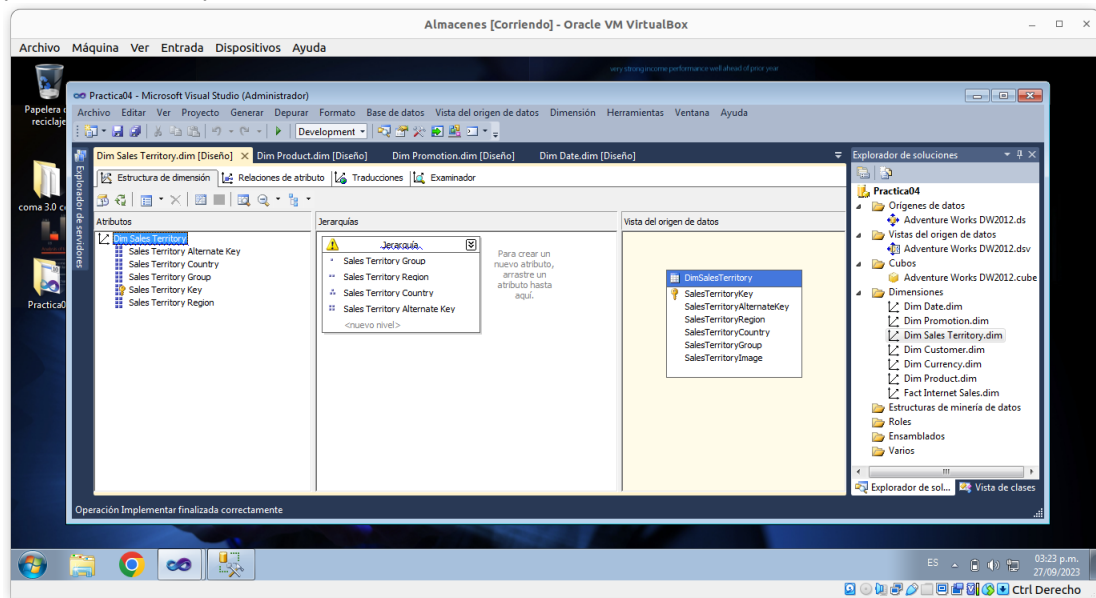 Almacenes [Corriendo] - Oracle VM VirtualBox
Archivo Máquina Ver Entrada Dispositivos Ayuda
very strong income performance well ahead of prior year
Papelera
reciclaje
coma 3.0 c
Practica0
Practica04 - Microsoft Visual Studio (Administrador)
Archivo Editar Ver Proyecto Generar Depurar Formato Base de datos Vista del origen de datos Dimensión Herramientas Ventana Ayuda
Development
Explorador de servidores
Dim Sales Territory.dim [Diseño] Dim Product.dim [Diseño] Dim Promotion.dim [Diseño] Dim Date.dim [Diseño]
Estructura de dimensión Relaciones de atributo Traducciones Examinador
Atributos
Dim Sales Territory
Sales Territory Alternate Key
Sales Territory Country
Sales Territory Group
Sales Territory Key
Sales Territory Region
Jerarquías
Jerarquía
Sales Territory Group
Sales Territory Region
Sales Territory Country
Sales Territory Alternate Key
<nuevo nivel>
Para crear un
nuevo atributo,
arrastre un
atributo hasta
aquí.
Vista del origen de datos
DimSalesTerritory
SalesTerritoryKey
SalesTerritoryAlternateKey
SalesTerritoryRegion
SalesTerritoryCountry
SalesTerritoryGroup
SalesTerritoryImage
Explorador de soluciones
Practica04
Orígenes de datos
Adventure Works DW2012.ds
Vistas del origen de datos
Adventure Works DW2012.dsv
Cubos
Adventure Works DW2012.cube
Dimensiones
Dim Date.dim
Dim Promotion.dim
Dim Sales Territory.dim
Dim Customer.dim
Dim Currency.dim
Dim Product.dim
Fact Internet Sales.dim
Estructuras de minería de datos
Roles
Ensamblados
Varios
Explorador de sol... Vista de clases
Operación Implementar finalizada correctamente
ES
03:23 p.m.
27/09/2023
Ctrl Derecho